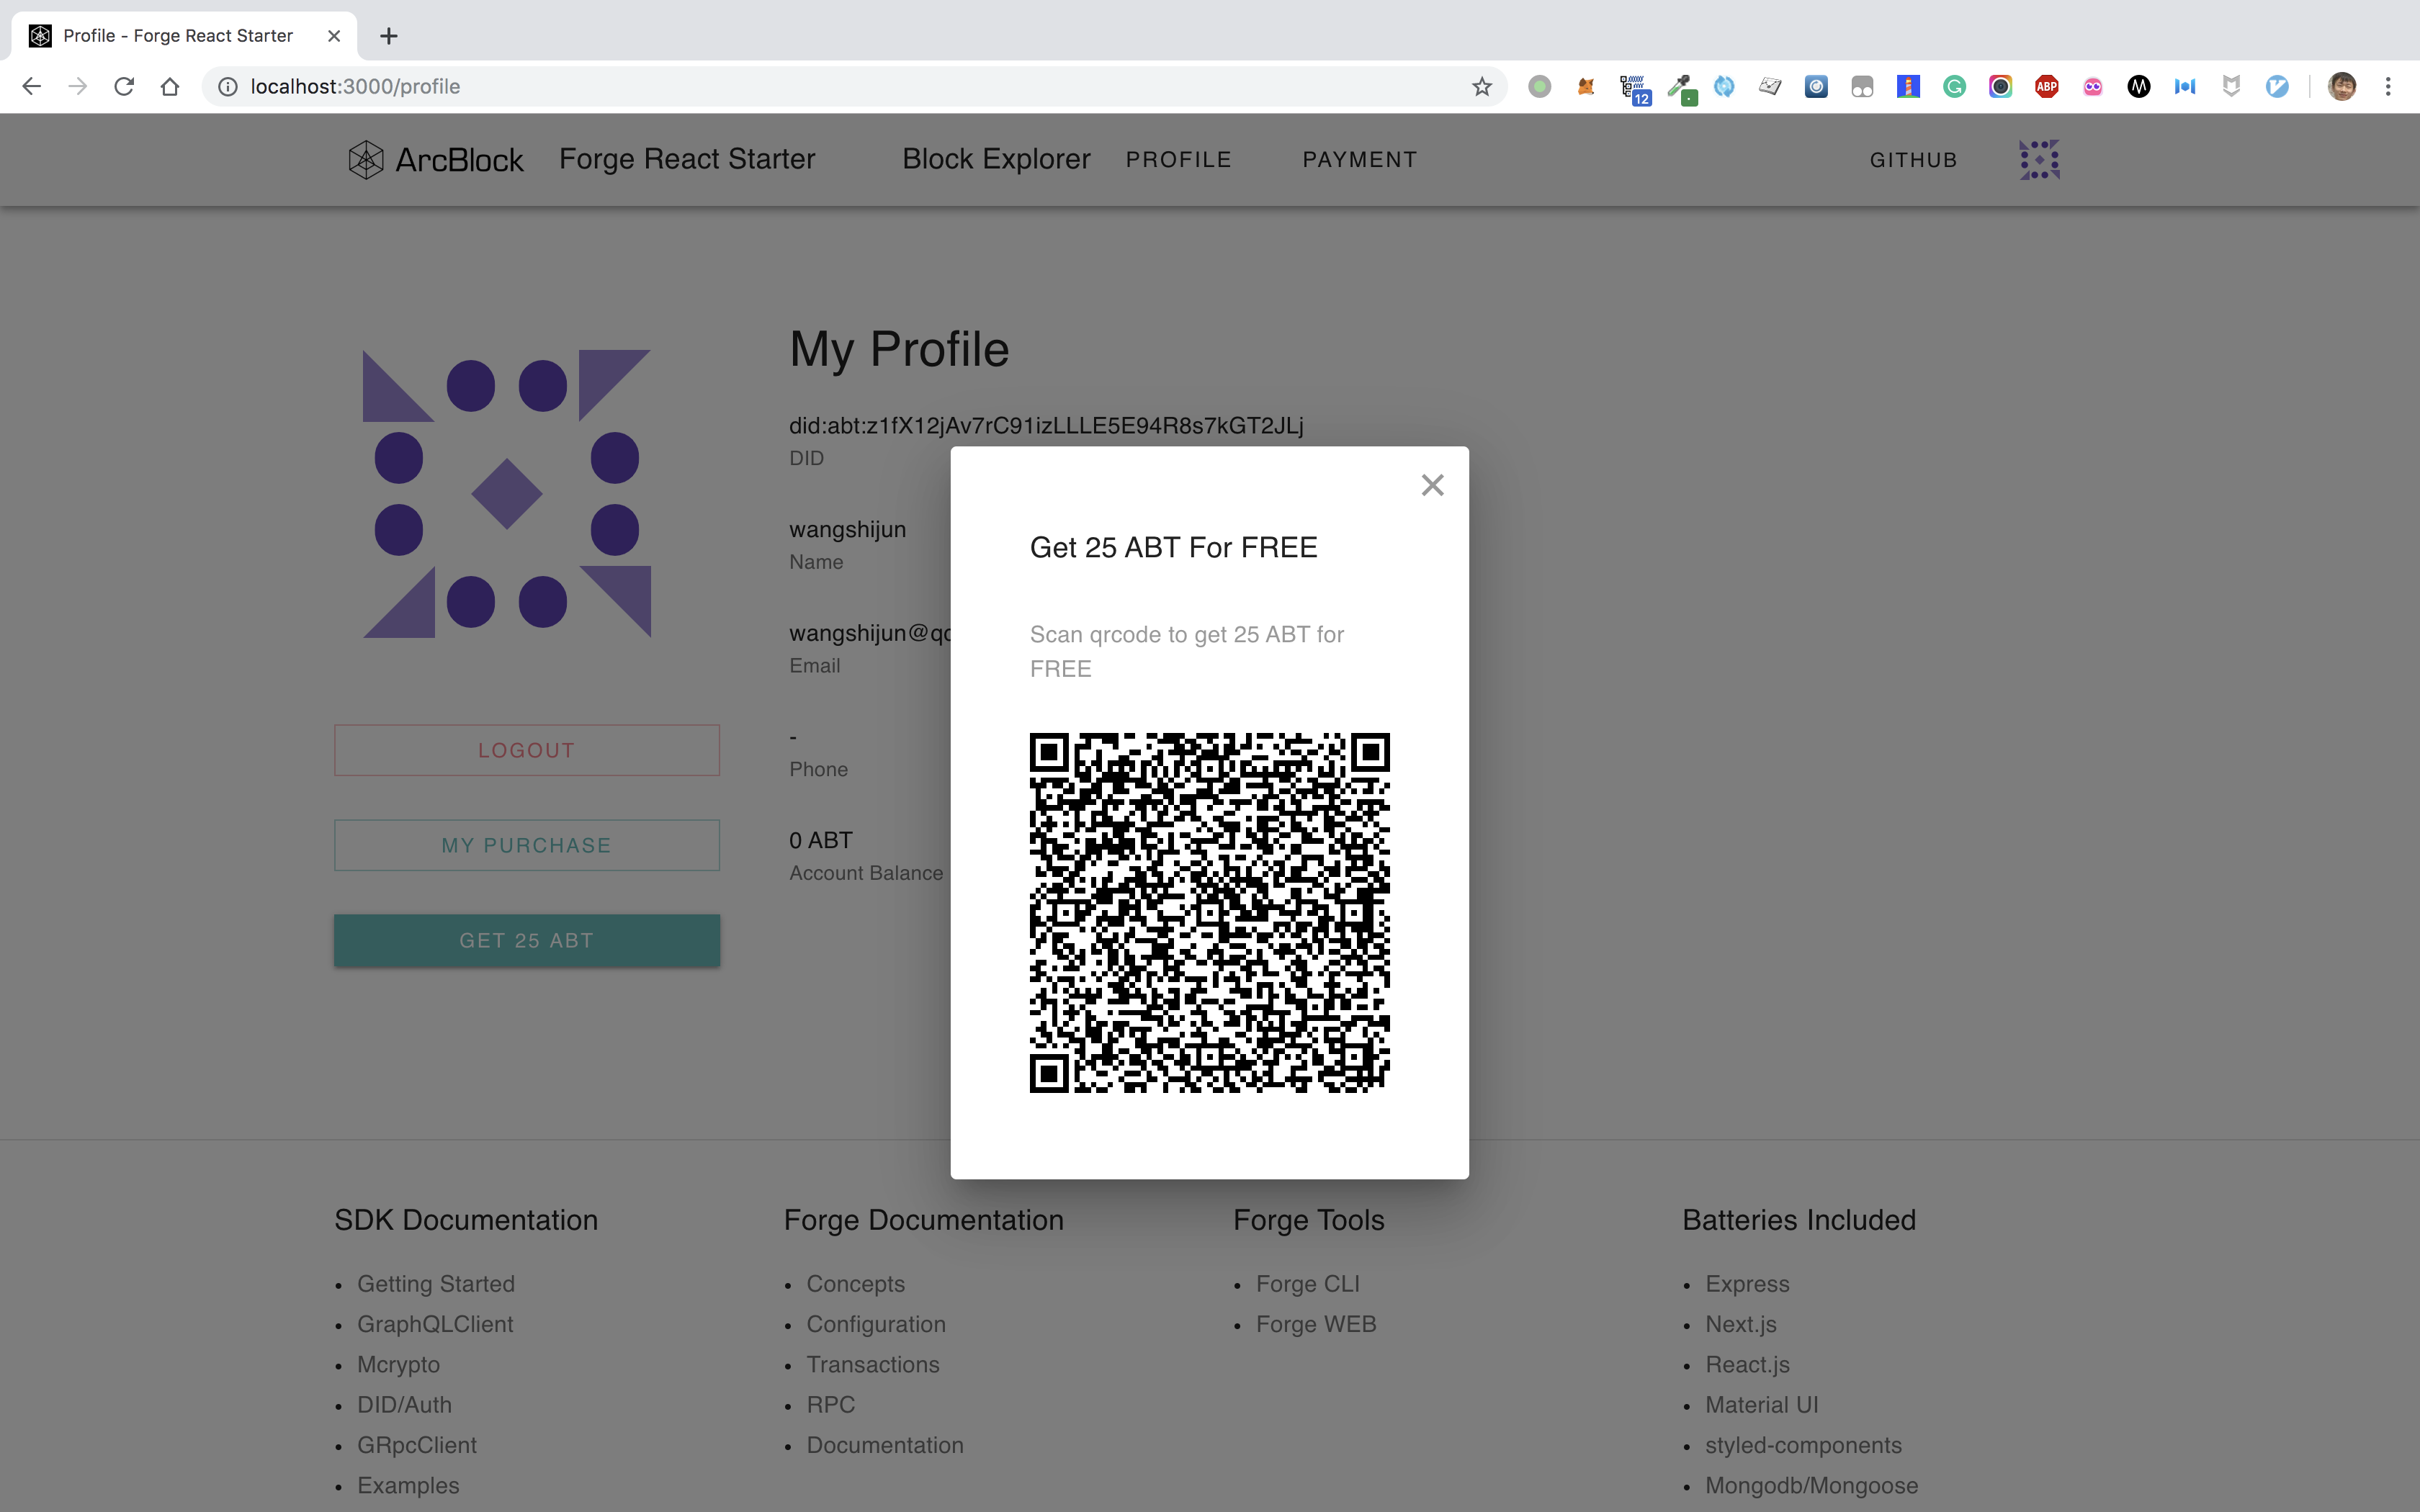 Profile - Forge React Starter
localhost:3000/profile
12
ABP
ArcBlock
Forge React Starter
Block Explorer
PROFILE
PAYMENT
GITHUB
My Profile
did:abt:z1fX12jAv7rC91izLLLE5E94R8s7kGT2JLj
DID
wangshijun
Name
wangshijun@qq
Email
-
Phone
0 ABT
Account Balance
LOGOUT
MY PURCHASE
GET 25 ABT
Get 25 ABT For FREE
Scan qrcode to get 25 ABT for
FREE
SDK Documentation
Getting Started
GraphQLClient
Mcrypto
DID/Auth
GRpcClient
Examples
Forge Documentation
Concepts
Configuration
Transactions
RPC
Documentation
Forge Tools
Forge CLI
Forge WEB
Batteries Included
Express
Next.js
React.js
Material UI
styled-components
Mongodb/Mongoose